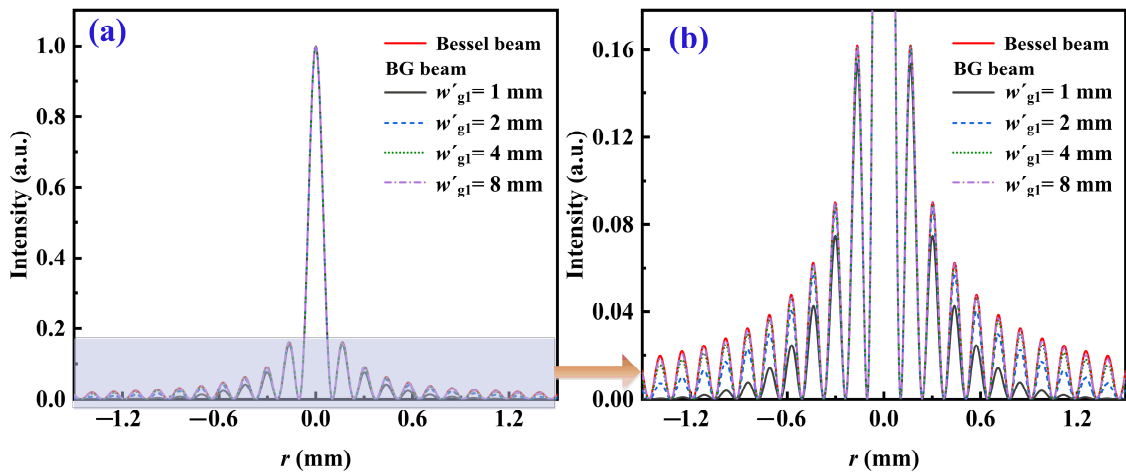 (a)
Bessel beam
BG beam
w′g1= 1 mm
w′g1= 2 mm
w′g1= 4 mm
w′g1= 8 mm
Intensity (a.u.)
1.0
0.8
0.6
0.4
0.2
0.0
−1.2 −0.6 0.0 0.6 1.2
r (mm)
(b)
Bessel beam
BG beam
w′g1= 1 mm
w′g1= 2 mm
w′g1= 4 mm
w′g1= 8 mm
Intensity (a.u.)
0.16
0.12
0.08
0.04
0.00
−1.2 −0.6 0.0 0.6 1.2
r (mm)